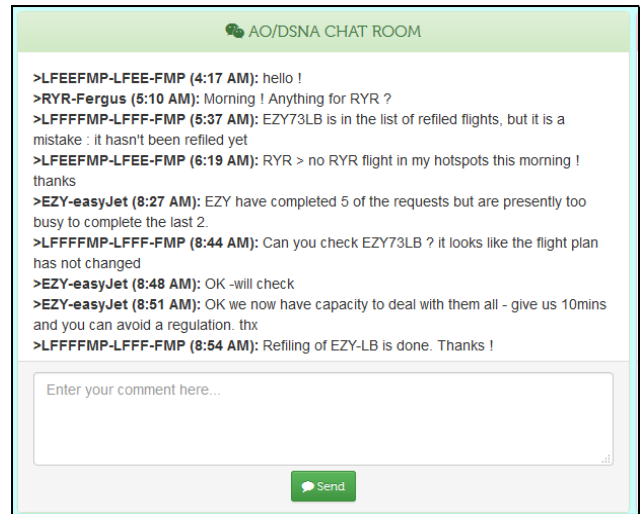 AO/DSNA CHAT ROOM
>LFEEFMP-LFEE-FMP (4:17 AM): hello !
>RYR-Fergus (5:10 AM): Morning ! Anything for RYR ?
>LFFFFMP-LFFF-FMP (5:37 AM): EZY73LB is in the list of refiled flights, but it is a
mistake : it hasn't been refiled yet
>LFEEFMP-LFEE-FMP (6:19 AM): RYR > no RYR flight in my hotspots this morning !
thanks
>EZY-easyJet (8:27 AM): EZY have completed 5 of the requests but are presently too
busy to complete the last 2.
>LFFFFMP-LFFF-FMP (8:44 AM): Can you check EZY73LB ? it looks like the flight plan
has not changed
>EZY-easyJet (8:48 AM): OK -will check
>EZY-easyJet (8:51 AM): OK we now have capacity to deal with them all - give us 10mins
and you can avoid a regulation. thx
>LFFFFMP-LFFF-FMP (8:54 AM): Refiling of EZY-LB is done. Thanks !
Enter your comment here...
Send